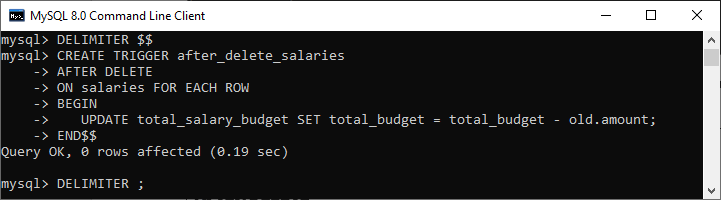 MySQL 8.0 Command Line Client
mysql> DELIMITER $$
mysql> CREATE TRIGGER after_delete_salaries
    -> AFTER DELETE
    -> ON salaries FOR EACH ROW
    -> BEGIN
    ->    UPDATE total_salary_budget SET total_budget = total_budget - old.amount;
    -> END$$
Query OK, 0 rows affected (0.19 sec)

mysql> DELIMITER ;